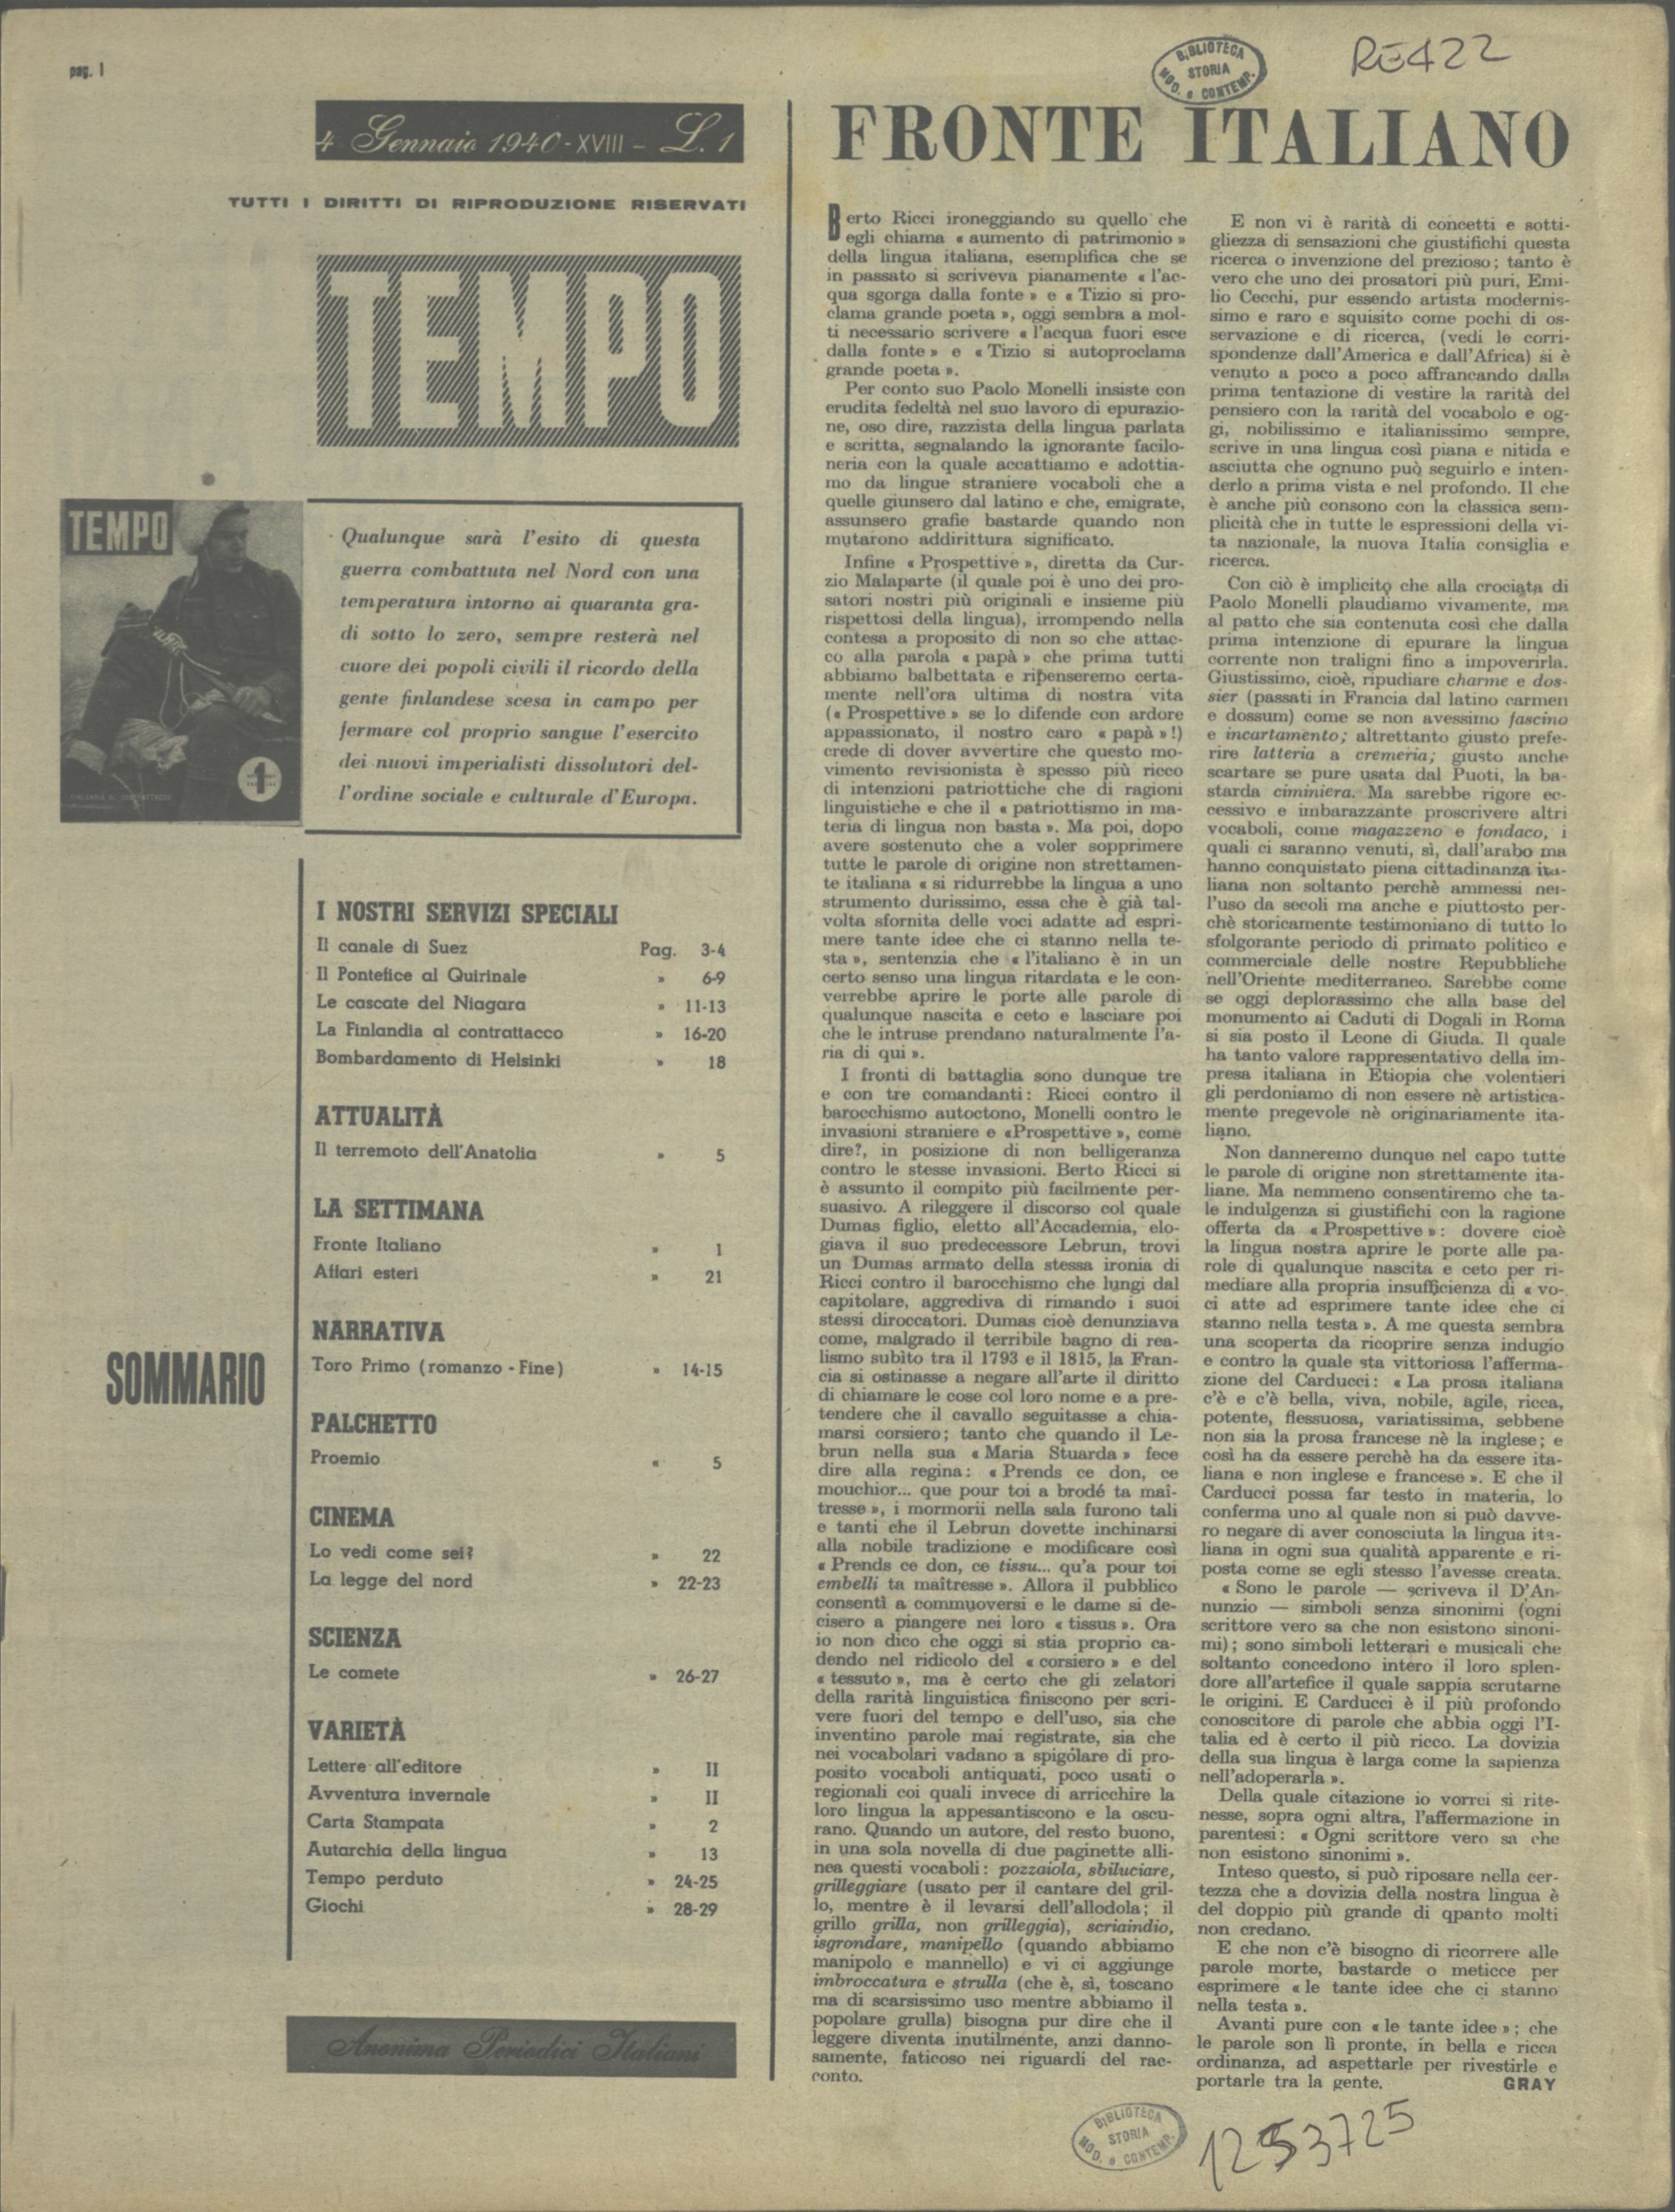 pag. 1
BIBLIOTECA
STORIA
MOD. e CONTEMP.
RE422
4 Gennaio 1940-XVIII - L. 1
TUTTI I DIRITTI DI RIPRODUZIONE RISERVATI
TEMPO
TEMPO
1
Qualunque sarà l'esito di questa
guerra combattuta nel Nord con una
temperatura intorno ai quaranta gra-
di sotto lo zero, sempre resterà nel
cuore dei popoli civili il ricordo della
gente finlandese scesa in campo per
fermare col proprio sangue l'esercito
dei nuovi imperialisti dissolutori del-
l'ordine sociale e culturale d'Europa.
SOMMARIO
I NOSTRI SERVIZI SPECIALI
Il canale di Suez Pag. 3-4
Il Pontefice al Quirinale » 6-9
Le cascate del Niagara » 11-13
La Finlandia al contrattacco » 16-20
Bombardamento di Helsinki » 18
ATTUALITÀ
Il terremoto dell'Anatolia » 5
LA SETTIMANA
Fronte Italiano » 1
Affari esteri » 21
NARRATIVA
Toro Primo (romanzo - Fine) » 14-15
PALCHETTO
Proemio « 5
CINEMA
Lo vedi come sei? » 22
La legge del nord » 22-23
SCIENZA
Le comete » 26-27
VARIETÀ
Lettere all'editore » II
Avventura invernale » II
Carta Stampata » 2
Autarchia della lingua » 13
Tempo perduto » 24-25
Giochi » 28-29
Anonima Periodici Italiani
FRONTE ITALIANO
Berto Ricci ironeggiando su quello che
egli chiama « aumento di patrimonio »
della lingua italiana, esemplifica che se
in passato si scriveva pianamente « l'ac-
qua sgorga dalla fonte » e « Tizio si pro-
clama grande poeta », oggi sembra a mol-
ti necessario scrivere « l'acqua fuori esce
dalla fonte » e « Tizio si autoproclama
grande poeta ».
Per conto suo Paolo Monelli insiste con
erudita fedeltà nel suo lavoro di epurazio-
ne, oso dire, razzista della lingua parlata
e scritta, segnalando la ignorante facilo-
neria con la quale accattiamo e adottia-
mo da lingue straniere vocaboli che a
quelle giunsero dal latino e che, emigrate,
assunsero grafie bastarde quando non
mutarono addirittura significato.
Infine « Prospettive », diretta da Cur-
zio Malaparte (il quale poi è uno dei pro-
satori nostri più originali e insieme più
rispettosi della lingua), irrompendo nella
contesa a proposito di non so che attac-
co alla parola « papà » che prima tutti
abbiamo balbettata e ripenseremo certa-
mente nell'ora ultima di nostra vita
(« Prospettive » se lo difende con ardore
appassionato, il nostro caro « papà »!)
crede di dover avvertire che questo mo-
vimento revisionista è spesso più ricco
di intenzioni patriottiche che di ragioni
linguistiche e che il « patriottismo in ma-
teria di lingua non basta ». Ma poi, dopo
avere sostenuto che a voler sopprimere
tutte le parole di origine non strettamen-
te italiana « si ridurrebbe la lingua a uno
strumento durissimo, essa che è già tal-
volta sfornita delle voci adatte ad espri-
mere tante idee che ci stanno nella te-
sta », sentenzia che « l'italiano è in un
certo senso una lingua ritardata e le con-
verrebbe aprire le porte alle parole di
qualunque nascita e ceto e lasciare poi
che le intruse prendano naturalmente l'a-
ria di qui ».
I fronti di battaglia sono dunque tre
e con tre comandanti: Ricci contro il
barocchismo autoctono, Monelli contro le
invasioni straniere e «Prospettive », come
dire?, in posizione di non belligeranza
contro le stesse invasioni. Berto Ricci si
è assunto il compito più facilmente per-
suasivo. A rileggere il discorso col quale
Dumas figlio, eletto all'Accademia, elo-
giava il suo predecessore Lebrun, trovi
un Dumas armato della stessa ironia di
Ricci contro il barocchismo che lungi dal
capitolare, aggrediva di rimando i suoi
stessi diroccatori. Dumas cioè denunziava
come, malgrado il terribile bagno di rea-
lismo subìto tra il 1793 e il 1815, la Fran-
cia si ostinasse a negare all'arte il diritto
di chiamare le cose col loro nome e a pre-
tendere che il cavallo seguitasse a chia-
marsi corsiero; tanto che quando il Le-
brun nella sua « Maria Stuarda » fece
dire alla regina: « Prends ce don, ce
mouchior... que pour toi a brodé ta maî-
tresse », i mormorii nella sala furono tali
e tanti che il Lebrun dovette inchinarsi
alla nobile tradizione e modificare così
« Prends ce don, ce tissu... qu'a pour toi
embelli ta maîtresse ». Allora il pubblico
consentì a commuoversi e le dame si de-
cisero a piangere nei loro « tissus ». Ora
io non dico che oggi si stia proprio ca-
dendo nel ridicolo del « corsiero » e del
« tessuto », ma è certo che gli zelatori
della rarità linguistica finiscono per scri-
vere fuori del tempo e dell'uso, sia che
inventino parole mai registrate, sia che
nei vocabolari vadano a spigolare di pro-
posito vocaboli antiquati, poco usati o
regionali coi quali invece di arricchire la
loro lingua la appesantiscono e la oscu-
rano. Quando un autore, del resto buono,
in una sola novella di due paginette alli-
nea questi vocaboli: pozzaiola, sbiluciare,
grilleggiare (usato per il cantare del gril-
lo, mentre è il levarsi dell'allodola; il
grillo grilla, non grilleggia), scriaindio,
isgrondare, manipello (quando abbiamo
manipolo e mannello) e vi ci aggiunge
imbroccatura e strulla (che è, sì, toscano
ma di scarsissimo uso mentre abbiamo il
popolare grulla) bisogna pur dire che il
leggere diventa inutilmente, anzi danno-
samente, faticoso nei riguardi del rac-
conto.
E non vi è rarità di concetti e sotti-
gliezza di sensazioni che giustifichi questa
ricerca o invenzione del prezioso; tanto è
vero che uno dei prosatori più puri, Emi-
lio Cecchi, pur essendo artista modernis-
simo e raro e squisito come pochi di os-
servazione e di ricerca, (vedi le corri-
spondenze dall'America e dall'Africa) si è
venuto a poco a poco affrancando dalla
prima tentazione di vestire la rarità del
pensiero con la rarità del vocabolo e og-
gi, nobilissimo e italianissimo sempre,
scrive in una lingua così piana e nitida e
asciutta che ognuno può seguirlo e inten-
derlo a prima vista e nel profondo. Il che
è anche più consono con la classica sem-
plicità che in tutte le espressioni della vi-
ta nazionale, la nuova Italia consiglia e
ricerca.
Con ciò è implicito che alla crociata di
Paolo Monelli plaudiamo vivamente, ma
al patto che sia contenuta così che dalla
prima intenzione di epurare la lingua
corrente non traligni fino a impoverirla.
Giustissimo, cioè, ripudiare charme e dos-
sier (passati in Francia dal latino carmen
e dossum) come se non avessimo fascino
e incartamento; altrettanto giusto prefe-
rire latteria a cremeria; giusto anche
scartare se pure usata dal Puoti, la ba-
starda ciminiera. Ma sarebbe rigore ec-
cessivo e imbarazzante proscrivere altri
vocaboli, come magazzeno e fondaco, i
quali ci saranno venuti, sì, dall'arabo ma
hanno conquistato piena cittadinanza ita-
liana non soltanto perchè ammessi nel-
l'uso da secoli ma anche e piuttosto per-
chè storicamente testimoniano di tutto lo
sfolgorante periodo di primato politico e
commerciale delle nostre Repubbliche
nell'Oriente mediterraneo. Sarebbe come
se oggi deplorassimo che alla base del
monumento ai Caduti di Dogali in Roma
si sia posto il Leone di Giuda. Il quale
ha tanto valore rappresentativo della im-
presa italiana in Etiopia che volentieri
gli perdoniamo di non essere nè artistica-
mente pregevole nè originariamente ita-
liano.
Non danneremo dunque nel capo tutte
le parole di origine non strettamente ita-
liane. Ma nemmeno consentiremo che ta-
le indulgenza si giustifichi con la ragione
offerta da « Prospettive »: dovere cioè
la lingua nostra aprire le porte alle pa-
role di qualunque nascita e ceto per ri-
mediare alla propria insufficienza di « vo-
ci atte ad esprimere tante idee che ci
stanno nella testa ». A me questa sembra
una scoperta da ricoprire senza indugio
e contro la quale sta vittoriosa l'afferma-
zione del Carducci: « La prosa italiana
c'è e c'è bella, viva, nobile, agile, ricca,
potente, flessuosa, variatissima, sebbene
non sia la prosa francese nè la inglese; e
così ha da essere perchè ha da essere ita-
liana e non inglese e francese ». E che il
Carducci possa far testo in materia, lo
conferma uno al quale non si può davve-
ro negare di aver conosciuta la lingua ita-
liana in ogni sua qualità apparente e ri-
posta come se egli stesso l'avesse creata.
« Sono le parole — scriveva il D'An-
nunzio — simboli senza sinonimi (ogni
scrittore vero sa che non esistono sinoni-
mi); sono simboli letterari e musicali che
soltanto concedono intero il loro splen-
dore all'artefice il quale sappia scrutarne
le origini. E Carducci è il più profondo
conoscitore di parole che abbia oggi l'I-
talia ed è certo il più ricco. La dovizia
della sua lingua è larga come la sapienza
nell'adoperarla ».
Della quale citazione io vorrei si rite-
nesse, sopra ogni altra, l'affermazione in
parentesi: « Ogni scrittore vero sa che
non esistono sinonimi ».
Inteso questo, si può riposare nella cer-
tezza che a dovizia della nostra lingua è
del doppio più grande di qpanto molti
non credano.
E che non c'è bisogno di ricorrere alle
parole morte, bastarde o meticce per
esprimere « le tante idee che ci stanno
nella testa ».
Avanti pure con « le tante idee »; che
le parole son lì pronte, in bella e ricca
ordinanza, ad aspettarle per rivestirle e
portarle tra la gente. GRAY
BIBLIOTECA
STORIA
MOD. e CONTEMP.
1253725